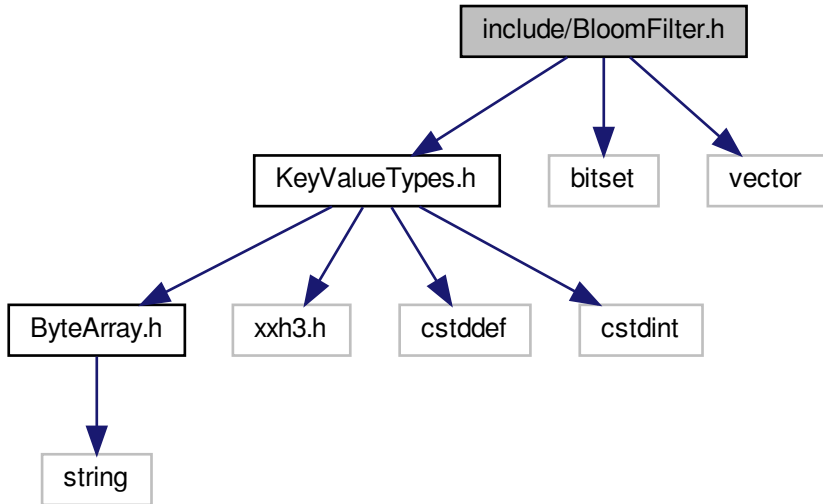 include/BloomFilter.h
KeyValueTypes.h
bitset
vector
ByteArray.h
xxh3.h
cstddef
cstdint
string